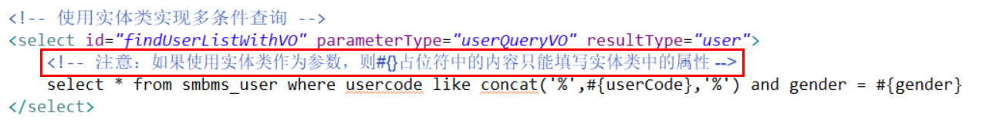 <!-- 使用实体类实现多条件查询 -->
<select id="findUserListWithVO" parameterType="userQueryVO" resultType="user">
<!-- 注意：如果使用实体类作为参数，则#{}占位符中的内容只能填写实体类中的属性 -->
select * from smbms_user where usercode like concat('%',#{userCode},'%') and gender = #{gender}
</select>